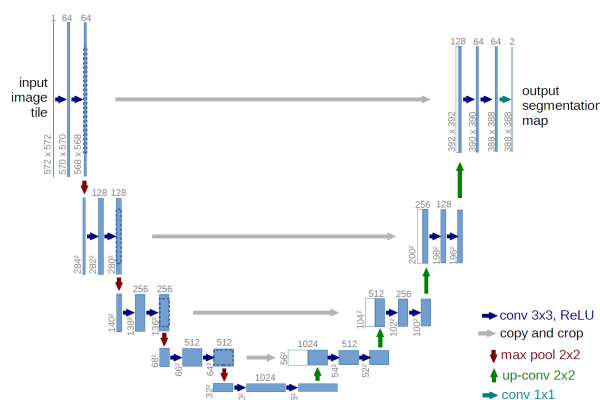 1 64 64
128 64 64 2
input
image
tile
output
segmentation
map
572 x 572
570 x 570
568 x 568
392 x 392
390 x 390
388 x 388
388 x 388
128 128
256 128
284²
282²
280²
200²
198²
196²
256 256
512 256
140²
138²
136²
104²
102²
100²
512 512
1024 512
68²
66²
64²
56²
54²
52²
1024
32²
conv 3x3, ReLU
copy and crop
max pool 2x2
up-conv 2x2
conv 1x1